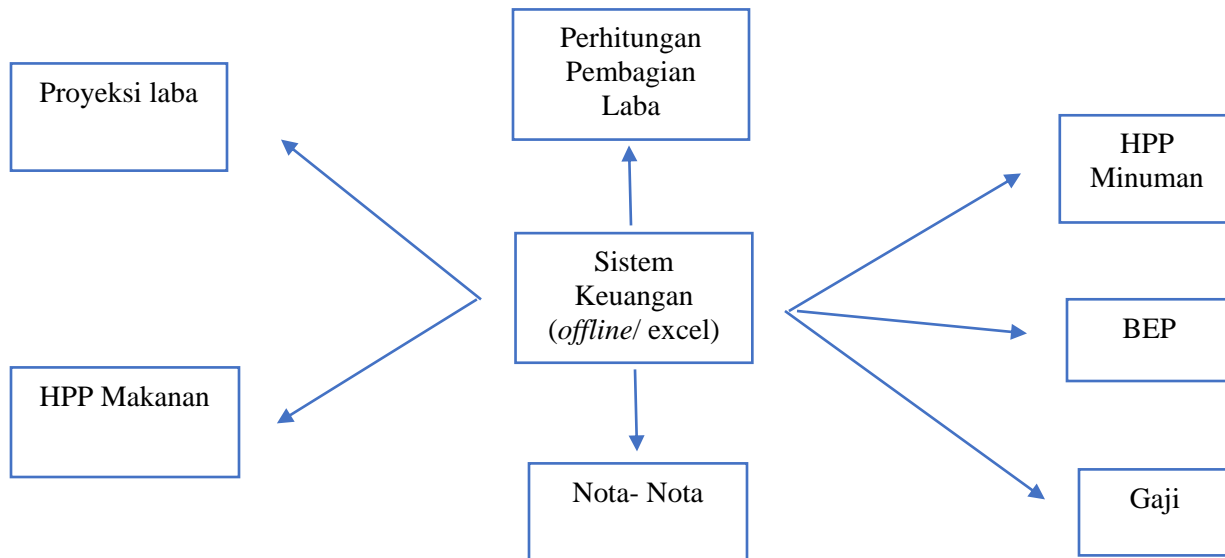 Perhitungan
Pembagian
Laba
Proyeksi laba
HPP
Minuman
Sistem
Keuangan
(offline/ excel)
BEP
HPP Makanan
Nota- Nota
Gaji